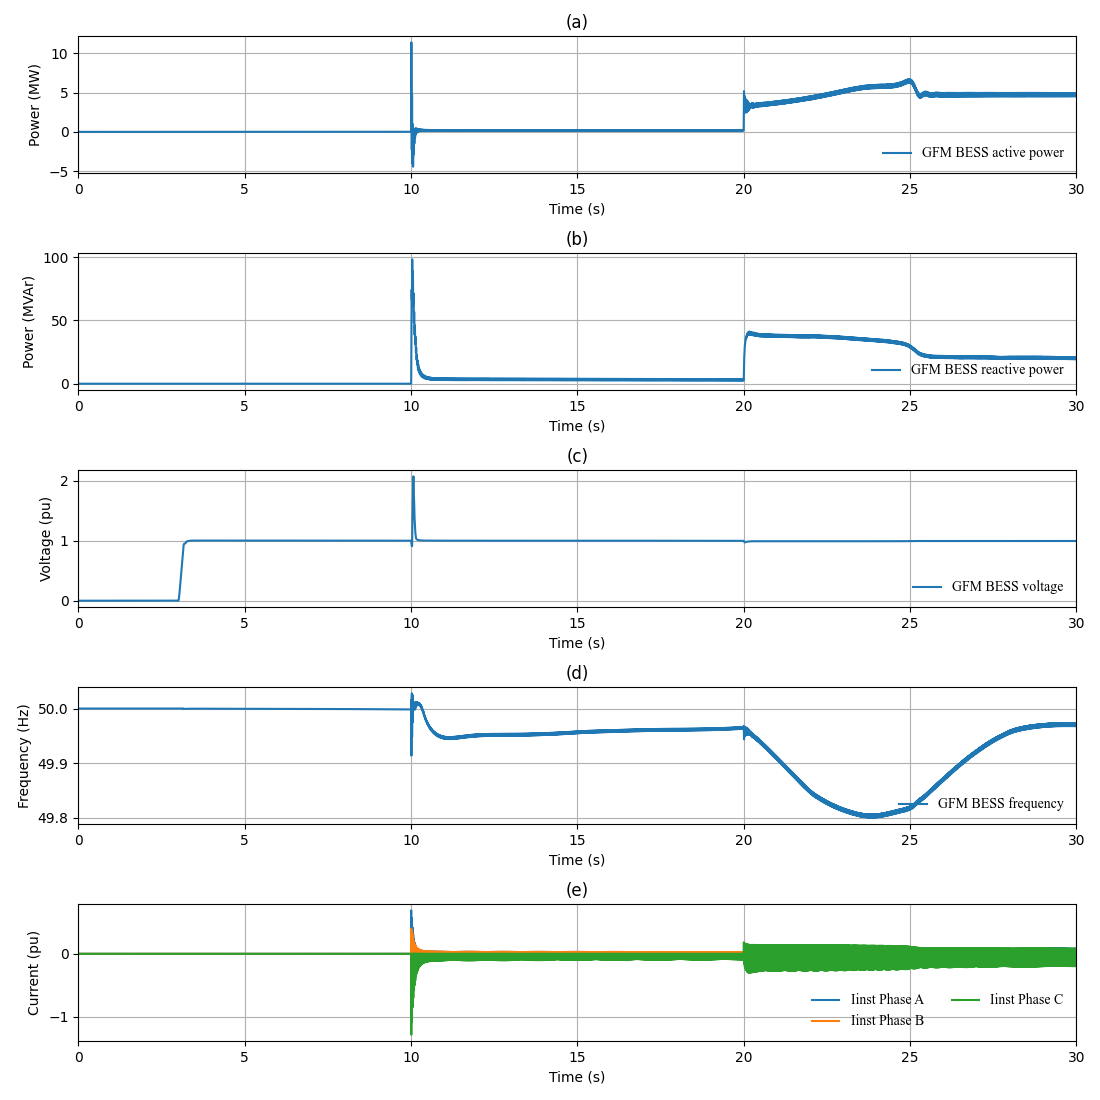 (a)
Power (MW)
10
5
0
−5
GFM BESS active power
0 5 10 15 20 25 30
Time (s)
(b)
Power (MVAr)
100
50
0
GFM BESS reactive power
0 5 10 15 20 25 30
Time (s)
(c)
Voltage (pu)
2
1
0
GFM BESS voltage
0 5 10 15 20 25 30
Time (s)
(d)
Frequency (Hz)
50.0
49.9
49.8
GFM BESS frequency
0 5 10 15 20 25 30
Time (s)
(e)
Current (pu)
0
−1
Iinst Phase A Iinst Phase C
Iinst Phase B
0 5 10 15 20 25 30
Time (s)